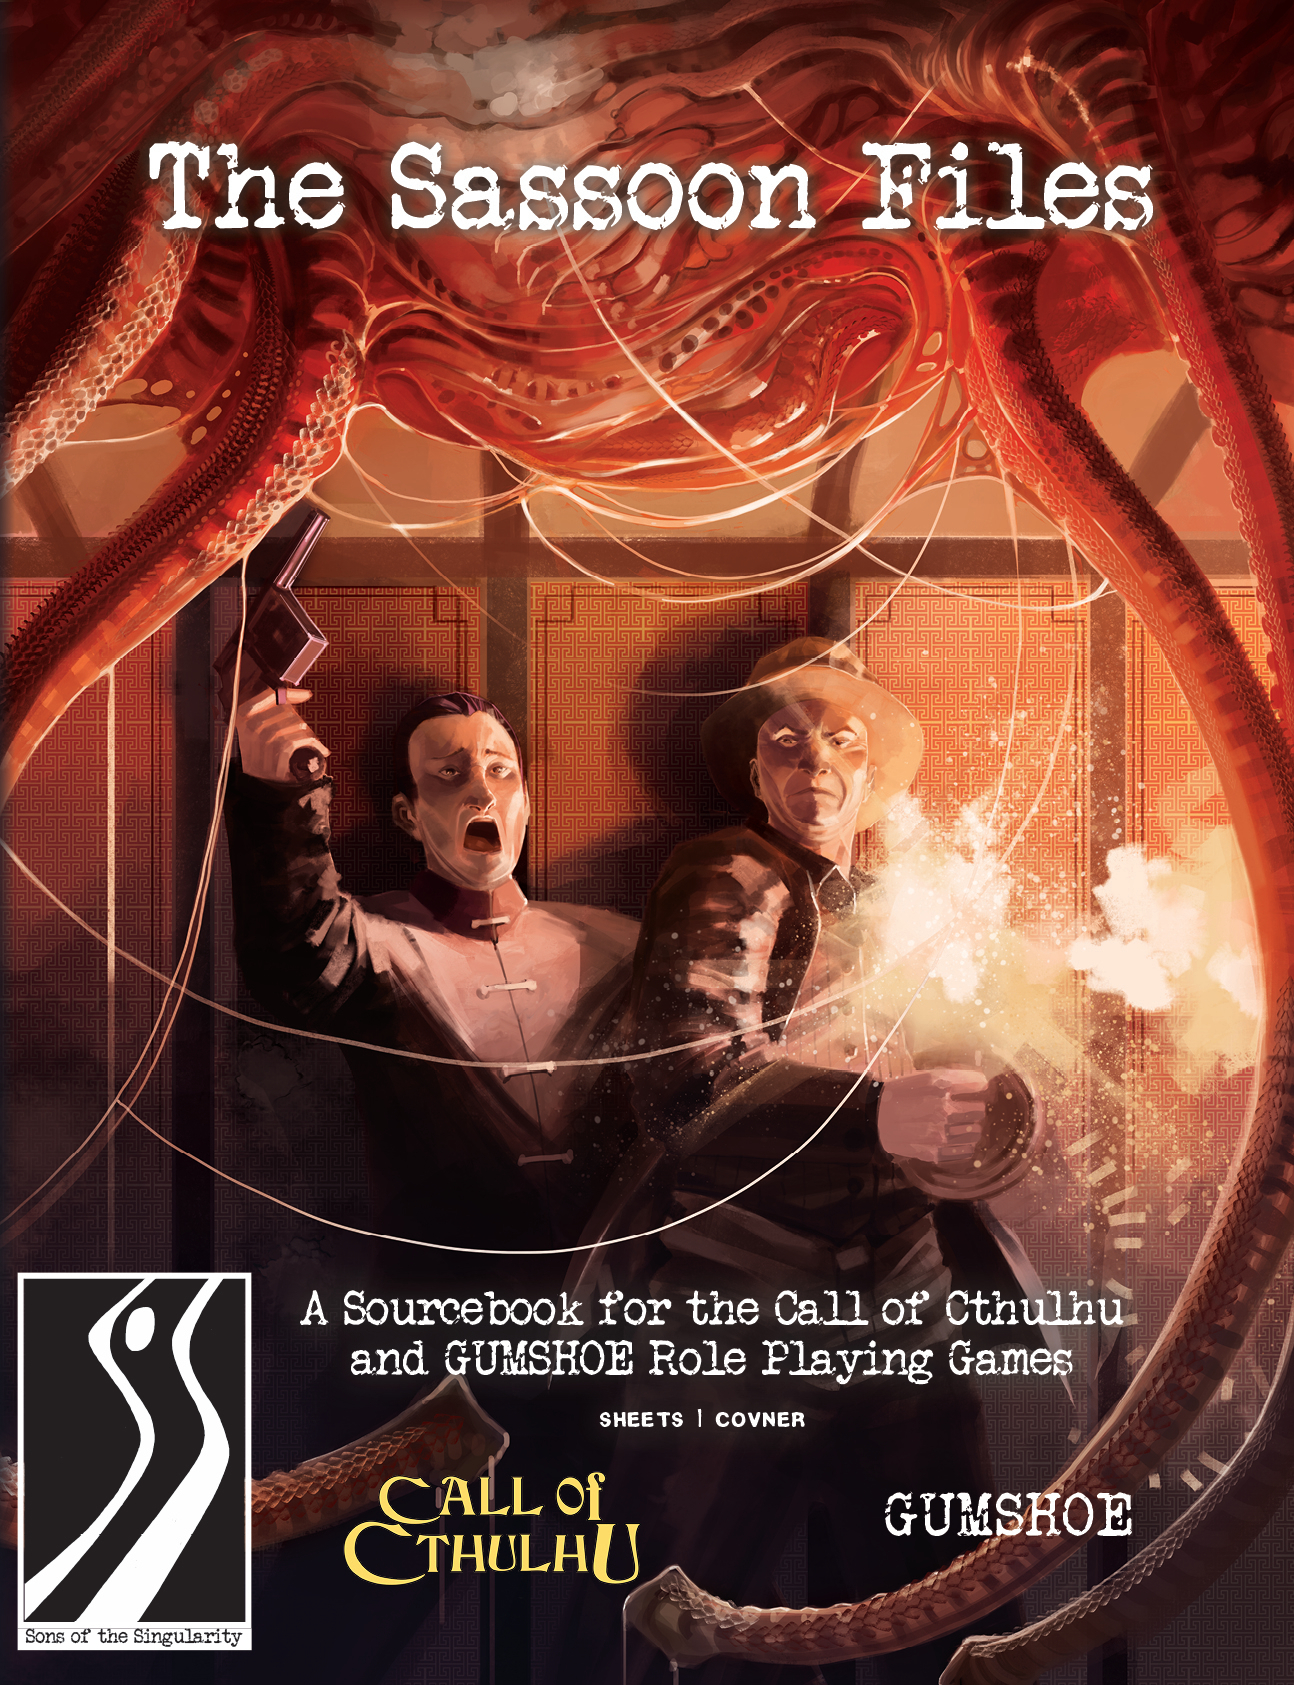 The Sassoon Files
A Sourcebook for the Call of Cthulhu
and GUMSHOE Role Playing Games
SHEETS | COVNER
CALL of
CTHULHU
GUMSHOE
Sons of the Singularity